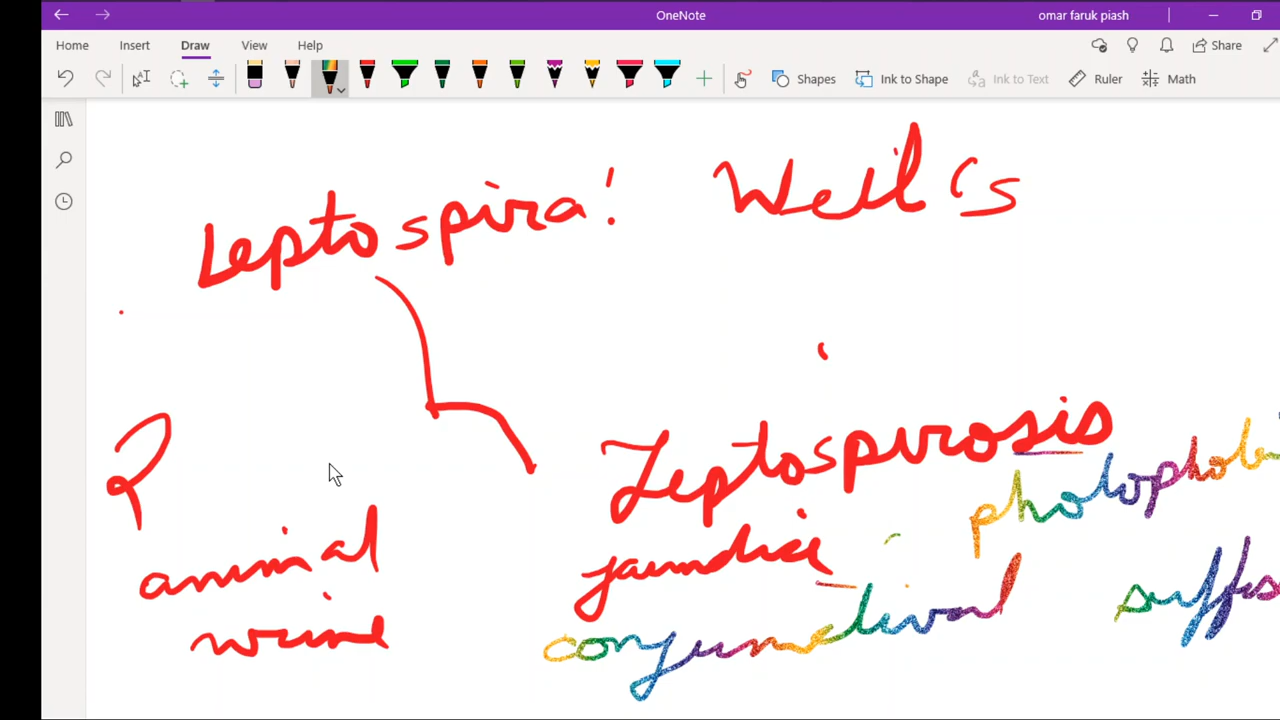 OneNote
omar faruk piash
Home Insert Draw View Help
Share
Shapes Ink to Shape Ink to Text Ruler Math
Leptospira! Weil's
Leptospirosis
photophob
animal jaundice
urine conjunctival suffus